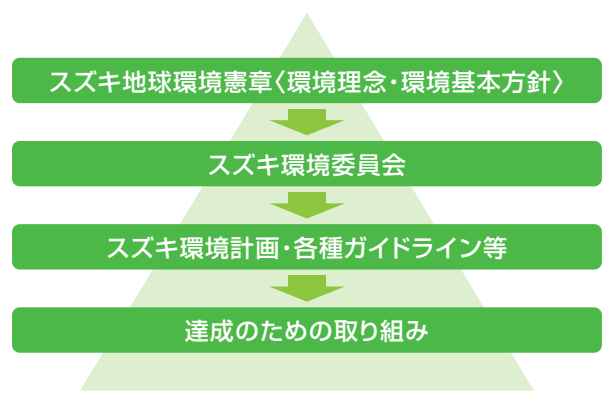 スズキ地球環境憲章〈環境理念・環境基本方針〉
スズキ環境委員会
スズキ環境計画・各種ガイドライン等
達成のための取り組み